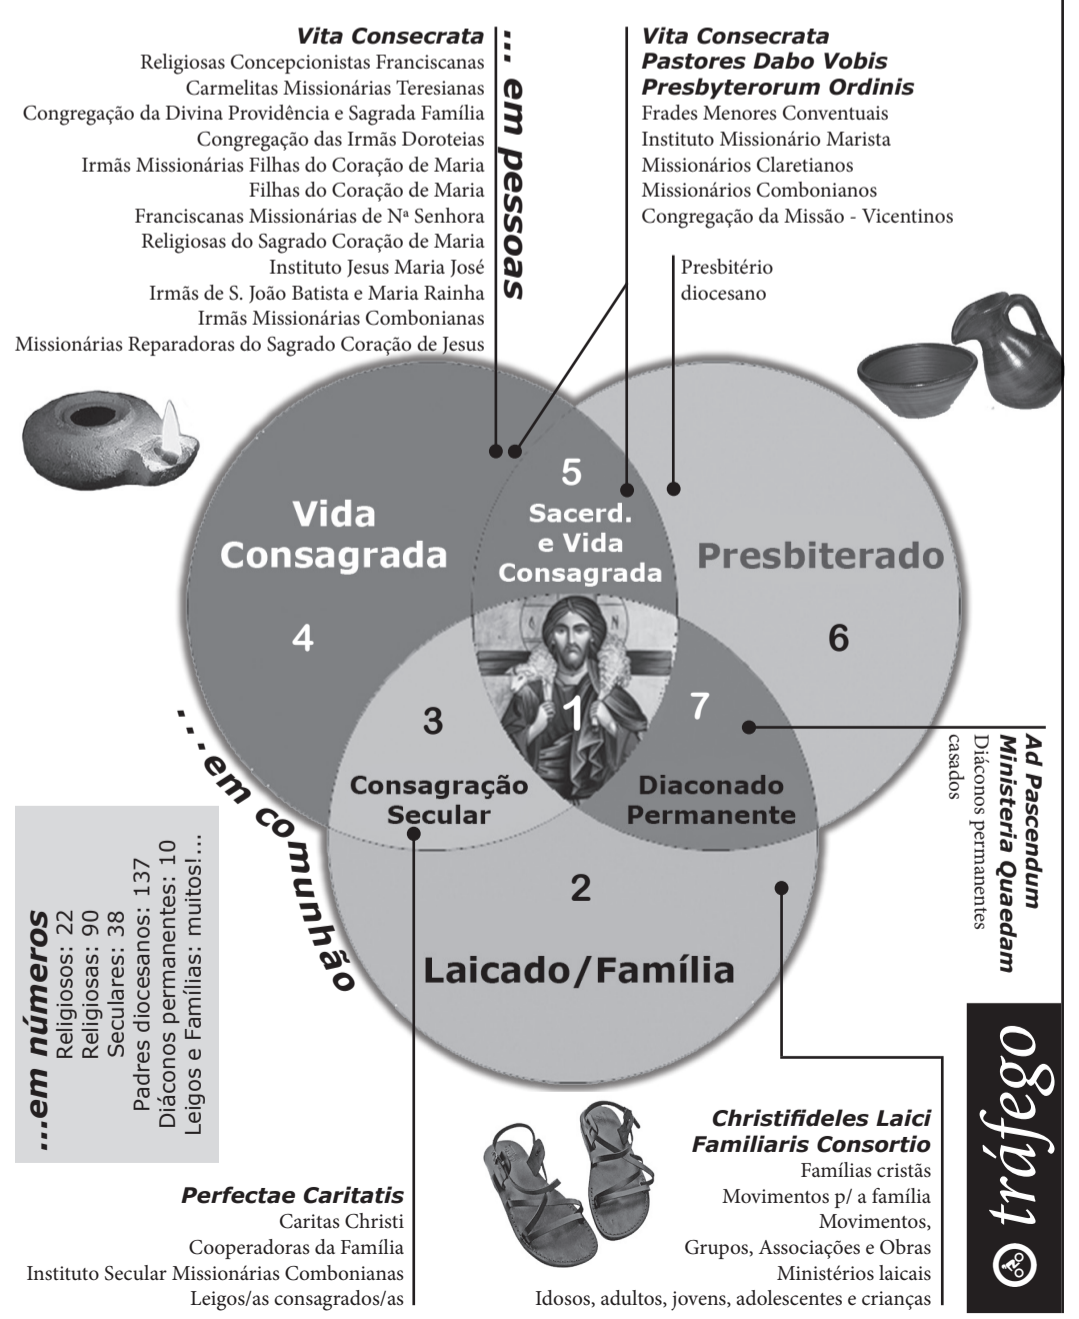 Vita Consecrata
Religiosas Concepcionistas Franciscanas
Carmelitas Missionárias Teresianas
Congregação da Divina Providência e Sagrada Família
Congregação das Irmãs Doroteias
Irmãs Missionárias Filhas do Coração de Maria
Filhas do Coração de Maria
Franciscanas Missionárias de Nª Senhora
Religiosas do Sagrado Coração de Maria
Instituto Jesus Maria José
Irmãs de S. João Batista e Maria Rainha
Irmãs Missionárias Combonianas
Missionárias Reparadoras do Sagrado Coração de Jesus
... em pessoas
Vita Consecrata
Pastores Dabo Vobis
Presbyterorum Ordinis
Frades Menores Conventuais
Instituto Missionário Marista
Missionários Claretianos
Missionários Combonianos
Congregação da Missão - Vicentinos
Presbitério
diocesano
5
Sacerd.
e Vida
Consagrada
Vida
Consagrada
4
Presbiterado
6
3
Consagração
Secular
1
7
Diaconado
Permanente
2
Laicado/Família
...em comunhão
Ad Pascendum
Ministeria Quaedam
Diáconos permanentes
casados
...em números
Religiosos: 22
Religiosas: 90
Seculares: 38
Padres diocesanos: 137
Diáconos permanentes: 10
Leigos e Famílias: muitos!...
Perfectae Caritatis
Caritas Christi
Cooperadoras da Família
Instituto Secular Missionárias Combonianas
Leigos/as consagrados/as
Christifideles Laici
Familiaris Consortio
Famílias cristãs
Movimentos p/ a família
Movimentos,
Grupos, Associações e Obras
Ministérios laicais
Idosos, adultos, jovens, adolescentes e crianças
tráfego